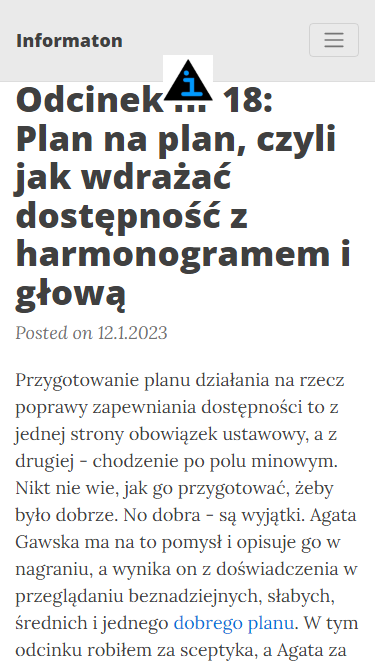 Informaton
Odcinek 18:
Plan na plan, czyli
jak wdrażać
dostępność z
harmonogramem i
głową
Posted on 12.1.2023
Przygotowanie planu działania na rzecz
poprawy zapewniania dostępności to z
jednej strony obowiązek ustawowy, a z
drugiej - chodzenie po polu minowym.
Nikt nie wie, jak go przygotować, żeby
było dobrze. No dobra - są wyjątki. Agata
Gawska ma na to pomysł i opisuje go w
nagraniu, a wynika on z doświadczenia w
przeglądaniu beznadziejnych, słabych,
średnich i jednego dobrego planu. W tym
odcinku robiłem za sceptyka, a Agata za